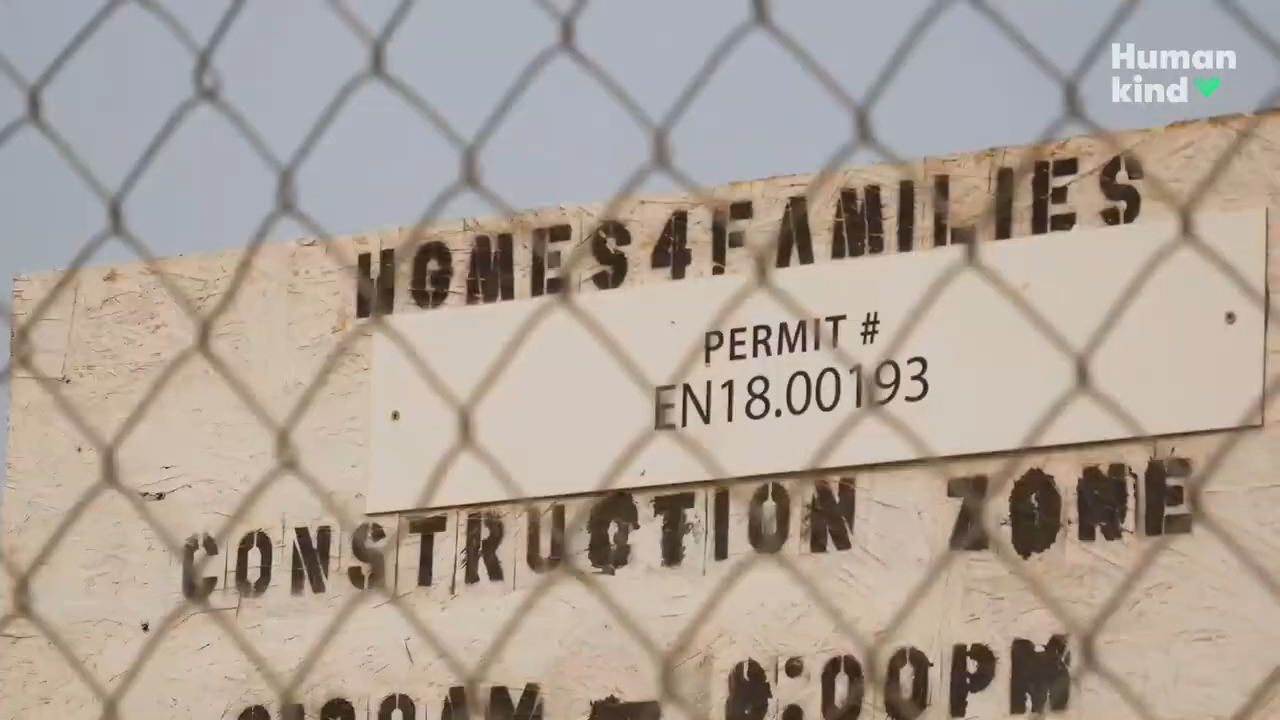 Human
kind
HOMES4FAMILIES
PERMIT #
EN18.00193
CONSTRUCTION ZONE